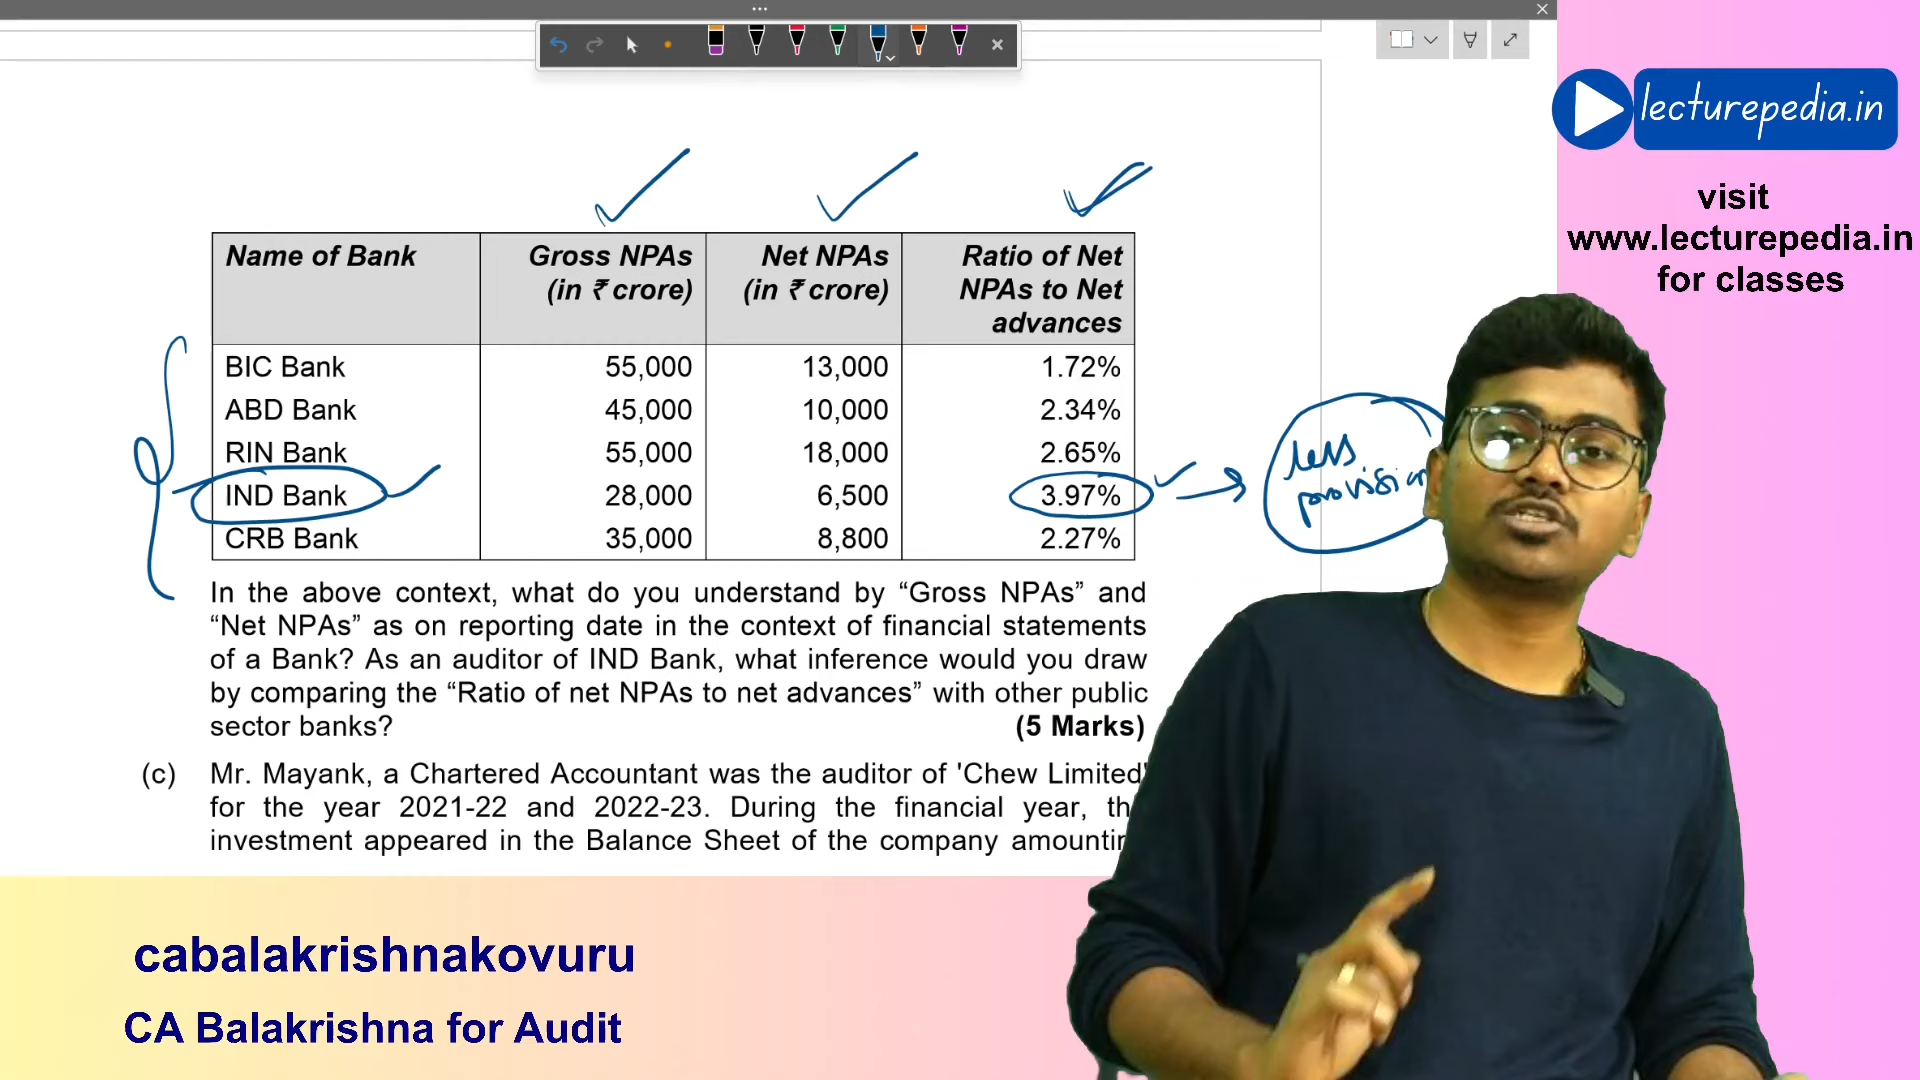 lecturepedia.in
visit
www.lecturepedia.in
for classes
Name of Bank
Gross NPAs (in ₹ crore)
Net NPAs (in ₹ crore)
Ratio of Net NPAs to Net advances
BIC Bank 55,000 13,000 1.72%
ABD Bank 45,000 10,000 2.34%
RIN Bank 55,000 18,000 2.65%
IND Bank 28,000 6,500 3.97%
CRB Bank 35,000 8,800 2.27%
less
provision
In the above context, what do you understand by “Gross NPAs” and
“Net NPAs” as on reporting date in the context of financial statements
of a Bank? As an auditor of IND Bank, what inference would you draw
by comparing the “Ratio of net NPAs to net advances” with other public
sector banks? (5 Marks)
(c) Mr. Mayank, a Chartered Accountant was the auditor of 'Chew Limited'
for the year 2021-22 and 2022-23. During the financial year,
investment appeared in the Balance Sheet of the company
cabalakrishnakovuru
CA Balakrishna for Audit